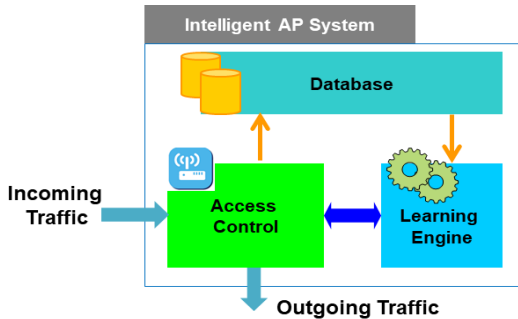 Intelligent AP System
Database
Incoming
Traffic
Access
Control
Learning
Engine
Outgoing Traffic